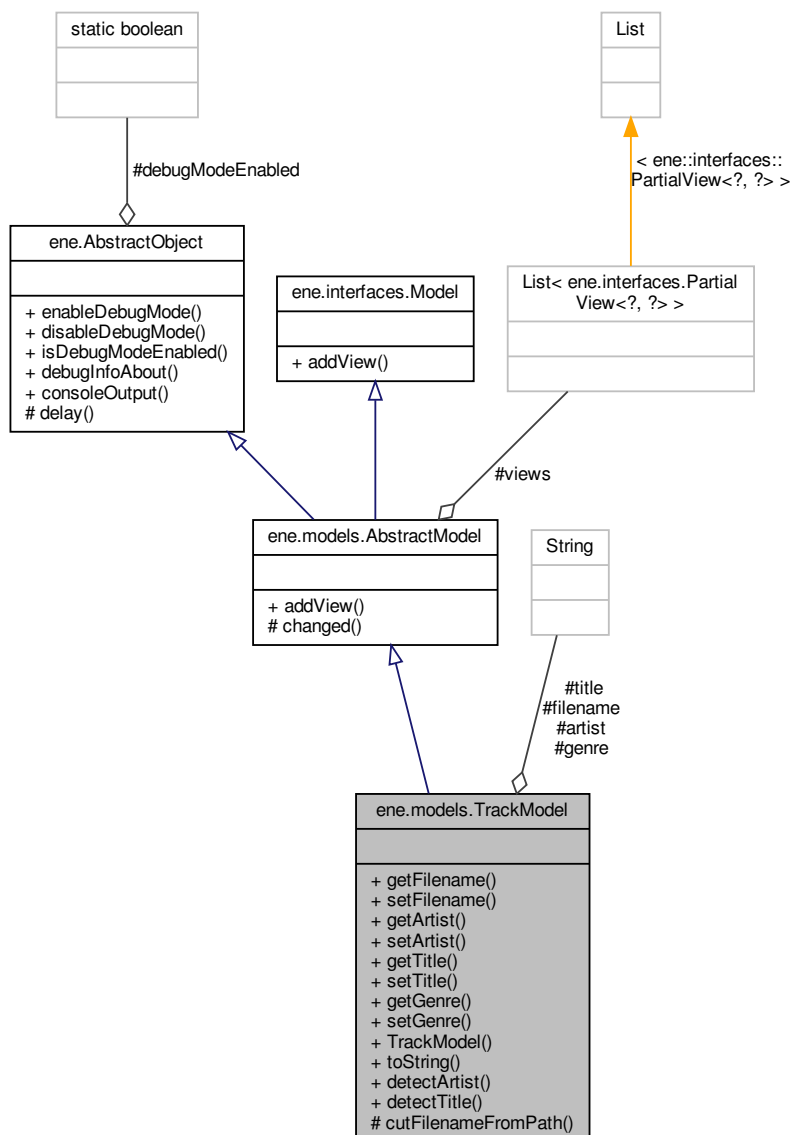 static boolean
List
#debugModeEnabled
< ene::interfaces::
PartialView<?, ?> >
ene.AbstractObject
+ enableDebugMode()
+ disableDebugMode()
+ isDebugModeEnabled()
+ debugInfoAbout()
+ consoleOutput()
# delay()
ene.interfaces.Model
+ addView()
List< ene.interfaces.Partial
View<?, ?> >
#views
ene.models.AbstractModel
+ addView()
# changed()
String
#title
#filename
#artist
#genre
ene.models.TrackModel
+ getFilename()
+ setFilename()
+ getArtist()
+ setArtist()
+ getTitle()
+ setTitle()
+ getGenre()
+ setGenre()
+ TrackModel()
+ toString()
+ detectArtist()
+ detectTitle()
# cutFilenameFromPath()